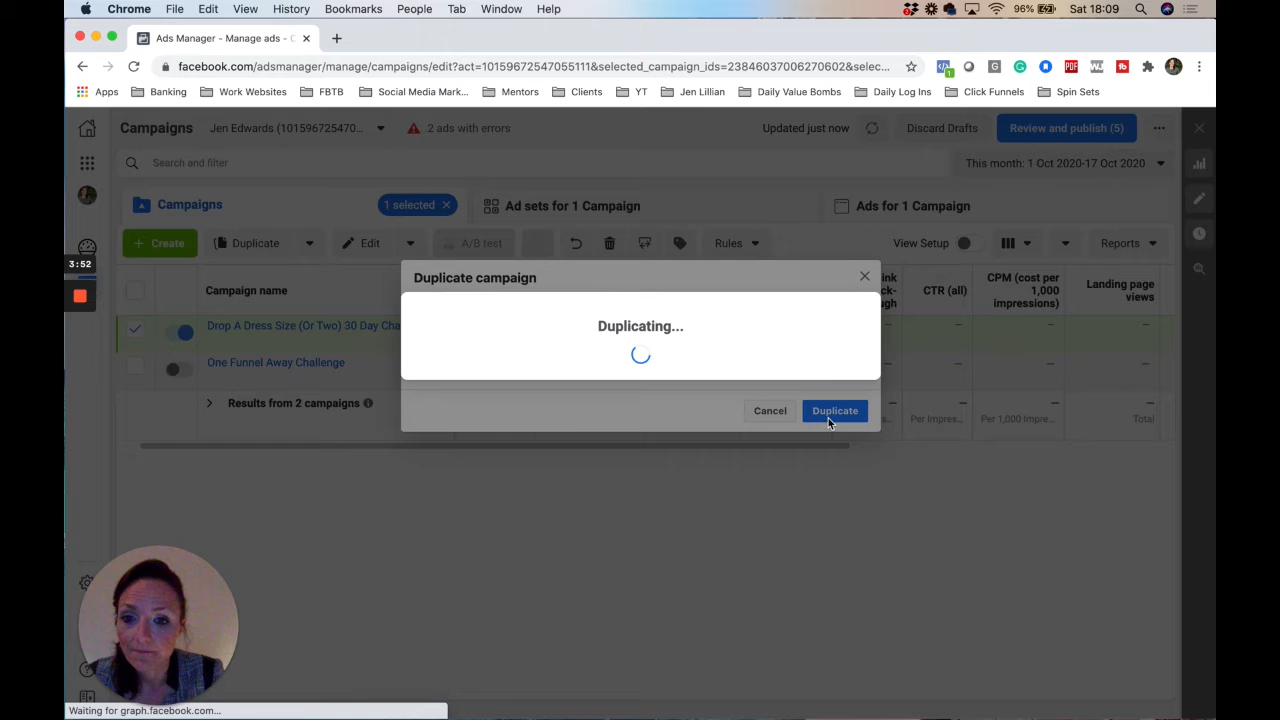 Chrome File Edit View History Bookmarks People Tab Window Help 96% Sat 18:09
Ads Manager - Manage ads - C
facebook.com/adsmanager/manage/campaigns/edit?act=10159672547055111&selected_campaign_ids=23846037006270602&selec...
Apps Banking Work Websites FBTB Social Media Mark... Mentors Clients YT Jen Lillian Daily Value Bombs Daily Log Ins Click Funnels Spin Sets
Campaigns Jen Edwards (101596725470... 2 ads with errors Updated just now Discard Drafts Review and publish (5)
Search and filter This month: 1 Oct 2020-17 Oct 2020
Campaigns 1 selected Ad sets for 1 Campaign Ads for 1 Campaign
+ Create Duplicate Edit A/B test Rules View Setup Reports
3:52
Duplicate campaign
Campaign name CTR (all) CPM (cost per 1,000 impressions) Landing page views
Drop A Dress Size (Or Two) 30 Day Cha
Duplicating...
One Funnel Away Challenge
Results from 2 campaigns
Cancel Duplicate
Per Impres... Per 1,000 Impre... Total
Waiting for graph.facebook.com...